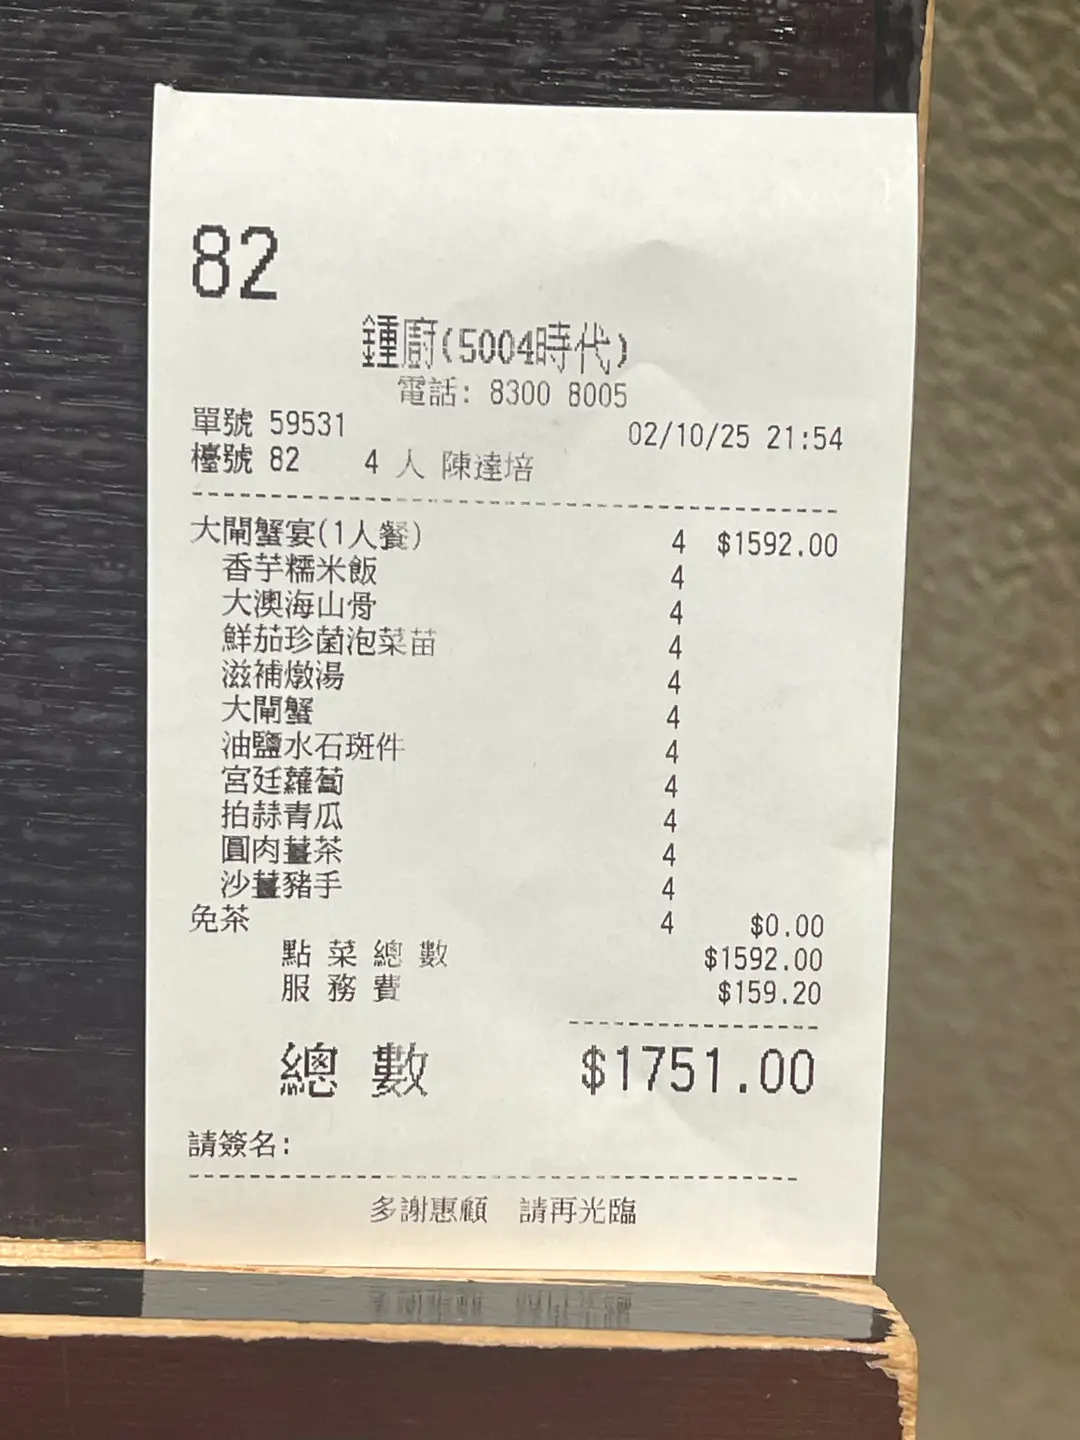 82
鍾廚(5004時代)
電話: 8300 8005
單號 59531 02/10/25 21:54
檯號 82 4 人 陳達培
大閘蟹宴(1人餐) 4 $1592.00
香芋糯米飯 4
大澳海山骨 4
鮮茄珍菌泡菜苗 4
滋補燉湯 4
大閘蟹 4
油鹽水石斑件 4
宮廷蘿蔔 4
拍蒜青瓜 4
圓肉薑茶 4
沙薑豬手 4
免茶 4 $0.00
點菜總數 $1592.00
服務費 $159.20
總數 $1751.00
請簽名:
多謝惠顧 請再光臨